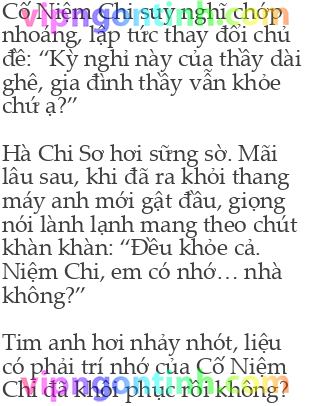 Cố Niệm Chi suy nghĩ chớp
nhoáng, lập tức thay đổi chủ
đề: “Kỳ nghỉ này của thầy dài
ghê, gia đình thầy vẫn khỏe
chứ ạ?”
Hà Chi Sơ hơi sững sờ. Mãi
lâu sau, khi đã ra khỏi thang
máy anh mới gật đầu, giọng
nói lành lạnh mang theo chút
khàn khàn: “Đều khỏe cả.
Niệm Chi, em có nhớ… nhà
không?”
Tim anh hơi nhảy nhót, liệu
có phải trí nhớ của Cố Niệm
Chi đã khôi phục rồi không?
vipngontinh.com
vipngontinh.com